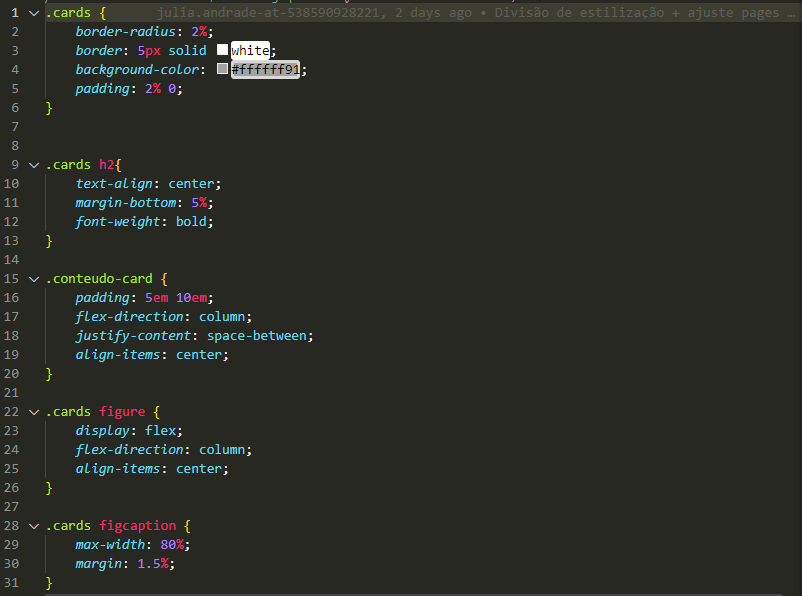 1 .cards { julia.andrade-at-538590928221, 2 days ago • Divisão de estilização + ajuste pages …
2 border-radius: 2%;
3 border: 5px solid white;
4 background-color: #ffffff91;
5 padding: 2% 0;
6 }
7
8
9 .cards h2{
10 text-align: center;
11 margin-bottom: 5%;
12 font-weight: bold;
13 }
14
15 .conteudo-card {
16 padding: 5em 10em;
17 flex-direction: column;
18 justify-content: space-between;
19 align-items: center;
20 }
21
22 .cards figure {
23 display: flex;
24 flex-direction: column;
25 align-items: center;
26 }
27
28 .cards figcaption {
29 max-width: 80%;
30 margin: 1.5%;
31 }